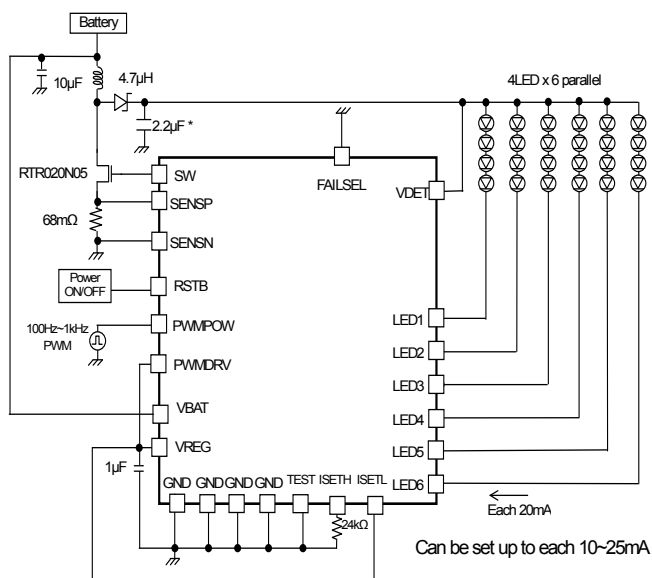 Battery
10µF
4.7µH
4LED x 6 parallel
2.2µF *
RTR020N05
SW
FAILSEL
SENSP
VDET
68mΩ
SENSN
Power
ON/OFF
RSTB
LED1
100Hz~1kHz
PWM
PWMPOW
LED2
PWMDRV
LED3
VBAT
LED4
VREG
LED5
1µF
GND GND GND GND TEST ISETH ISETL
LED6
24kΩ
Each 20mA
Can be set up to each 10~25mA